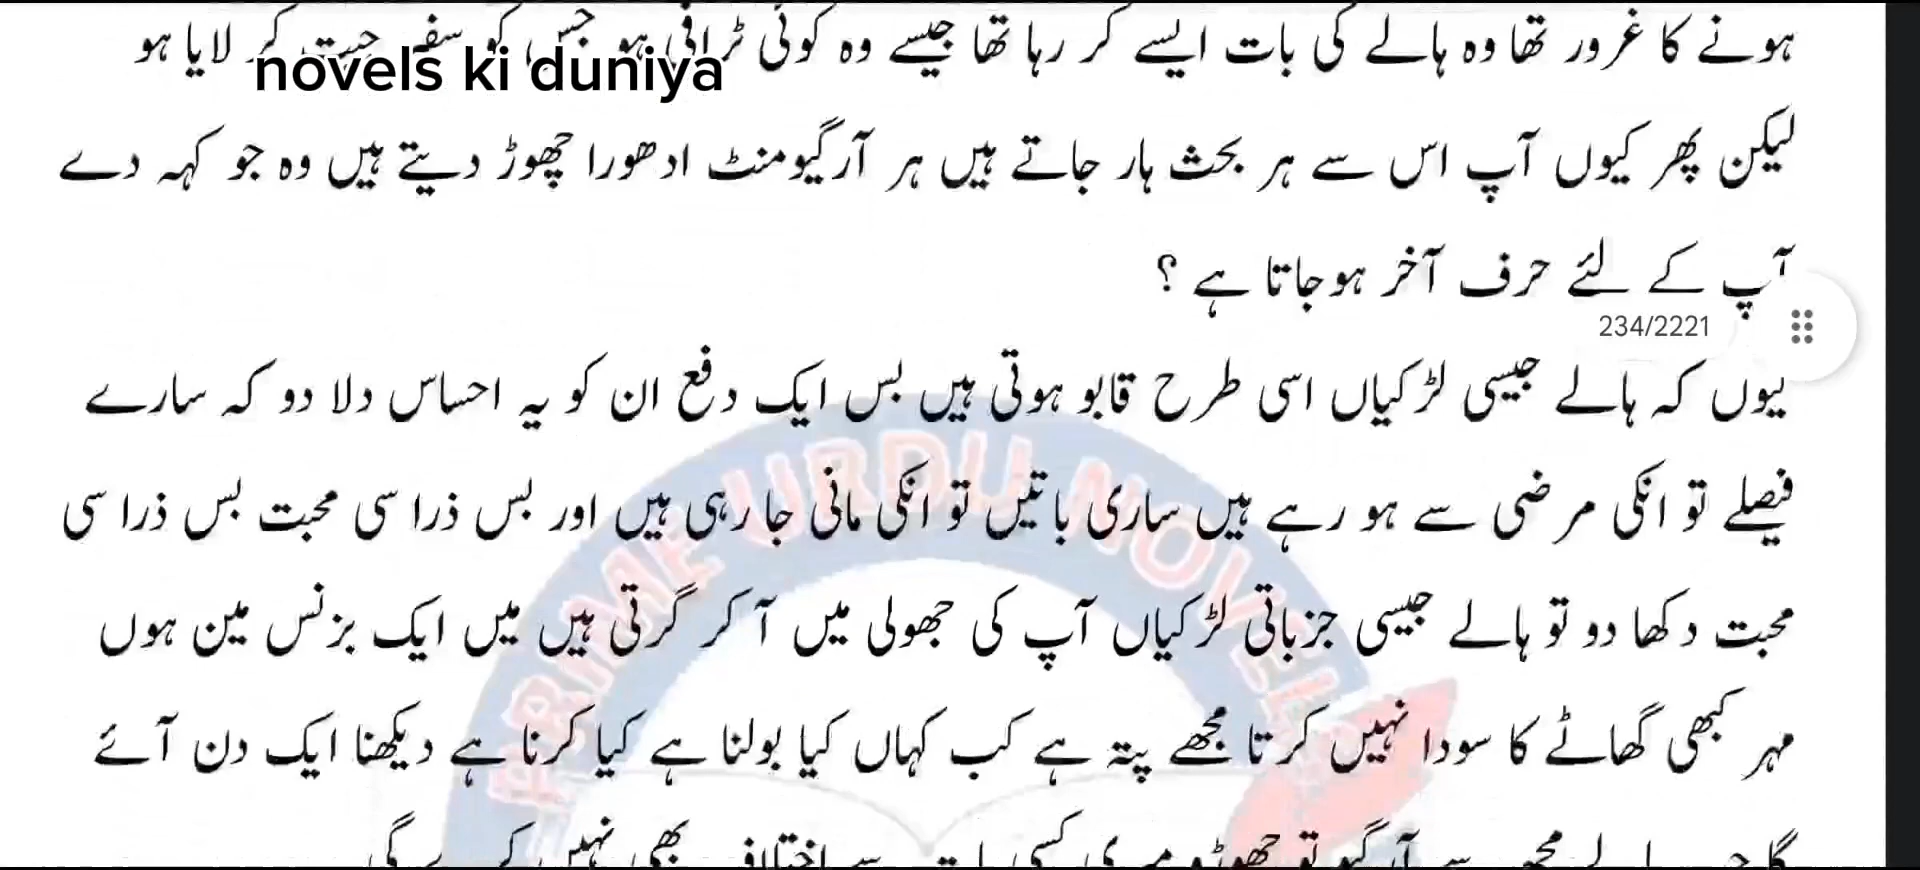 ہونے کا غرور تھا وہ ہالے کی بات ایسے کر رہا تھا جیسے وہ کوئی ٹرافی ہو جس کو سفر جیت کر لایا ہو
novels ki duniya
لیکن پھر کیوں آپ اس سے ہر بحث ہار جاتے ہیں ہر آرگیومنٹ ادھورا چھوڑ دیتے ہیں وہ جو کہہ دے
آپ کے لئے حرف آخر ہوجاتا ہے ؟
234/2221
یوں کہ ہالے جیسی لڑکیاں اسی طرح قابو ہوتی ہیں بس ایک دفع ان کو یہ احساس دلا دو کہ سارے
فیصلے تو انکی مرضی سے ہو رہے ہیں ساری باتیں تو انکی مانی جا رہی ہیں اور بس ذرا سی محبت بس ذرا سی
محبت دکھا دو تو ہالے جیسی جزباتی لڑکیاں آپ کی جھولی میں آ کر گرتی ہیں میں ایک بزنس مین ہوں
مہر کبھی گھاٹے کا سودا نہیں کرتا مجھے پتہ ہے کب کہاں کیا بولنا ہے کیا کرنا ہے دیکھنا ایک دن آئے
PRIME URDU NOVEL